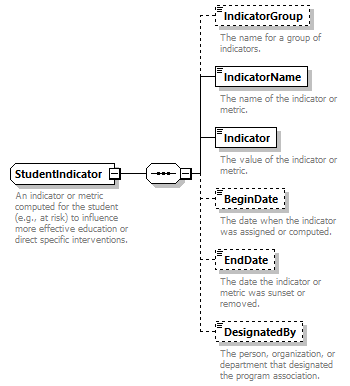 IndicatorGroup
The name for a group of
indicators.
IndicatorName
The name of the indicator or
metric.
Indicator
The value of the indicator or
metric.
StudentIndicator
An indicator or metric
computed for the student
(e.g., at risk) to influence
more effective education or
direct specific interventions.
BeginDate
The date when the indicator
was assigned or computed.
EndDate
The date the indicator or
metric was sunset or
removed.
DesignatedBy
The person, organization, or
department that designated
the program association.